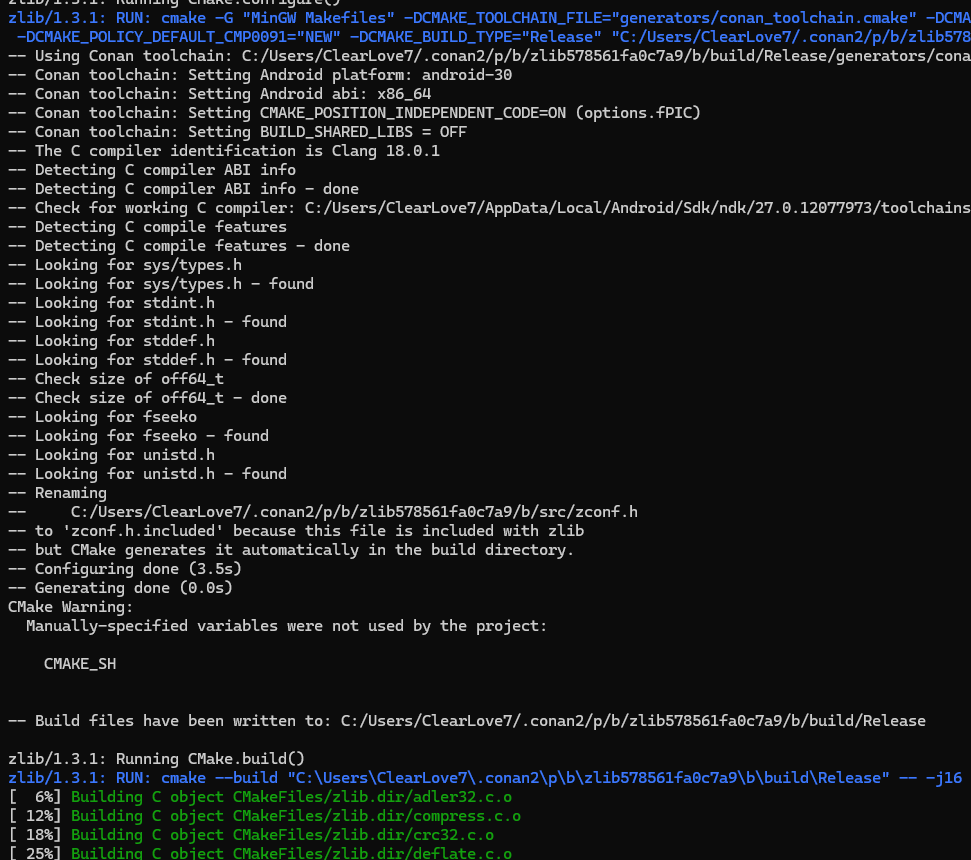 zlib/1.3.1: Running CMake.configure()
zlib/1.3.1: RUN: cmake -G "MinGW Makefiles" -DCMAKE_TOOLCHAIN_FILE="generators/conan_toolchain.cmake" -DCMA
-DCMAKE_POLICY_DEFAULT_CMP0091="NEW" -DCMAKE_BUILD_TYPE="Release" "C:/Users/ClearLove7/.conan2/p/b/zlib578
-- Using Conan toolchain: C:/Users/ClearLove7/.conan2/p/b/zlib578561fa0c7a9/b/build/Release/generators/cona
-- Conan toolchain: Setting Android platform: android-30
-- Conan toolchain: Setting Android abi: x86_64
-- Conan toolchain: Setting CMAKE_POSITION_INDEPENDENT_CODE=ON (options.fPIC)
-- Conan toolchain: Setting BUILD_SHARED_LIBS = OFF
-- The C compiler identification is Clang 18.0.1
-- Detecting C compiler ABI info
-- Detecting C compiler ABI info - done
-- Check for working C compiler: C:/Users/ClearLove7/AppData/Local/Android/Sdk/ndk/27.0.12077973/toolchains
-- Detecting C compile features
-- Detecting C compile features - done
-- Looking for sys/types.h
-- Looking for sys/types.h - found
-- Looking for stdint.h
-- Looking for stdint.h - found
-- Looking for stddef.h
-- Looking for stddef.h - found
-- Check size of off64_t
-- Check size of off64_t - done
-- Looking for fseeko
-- Looking for fseeko - found
-- Looking for unistd.h
-- Looking for unistd.h - found
-- Renaming
--     C:/Users/ClearLove7/.conan2/p/b/zlib578561fa0c7a9/b/src/zconf.h
-- to 'zconf.h.included' because this file is included with zlib
-- but CMake generates it automatically in the build directory.
-- Configuring done (3.5s)
-- Generating done (0.0s)
CMake Warning:
  Manually-specified variables were not used by the project:
    CMAKE_SH
-- Build files have been written to: C:/Users/ClearLove7/.conan2/p/b/zlib578561fa0c7a9/b/build/Release
zlib/1.3.1: Running CMake.build()
zlib/1.3.1: RUN: cmake --build "C:\Users\ClearLove7\.conan2\p\b\zlib578561fa0c7a9\b\build\Release" -- -j16
[  6%] Building C object CMakeFiles/zlib.dir/adler32.c.o
[ 12%] Building C object CMakeFiles/zlib.dir/compress.c.o
[ 18%] Building C object CMakeFiles/zlib.dir/crc32.c.o
[ 25%] Building C object CMakeFiles/zlib.dir/deflate.c.o